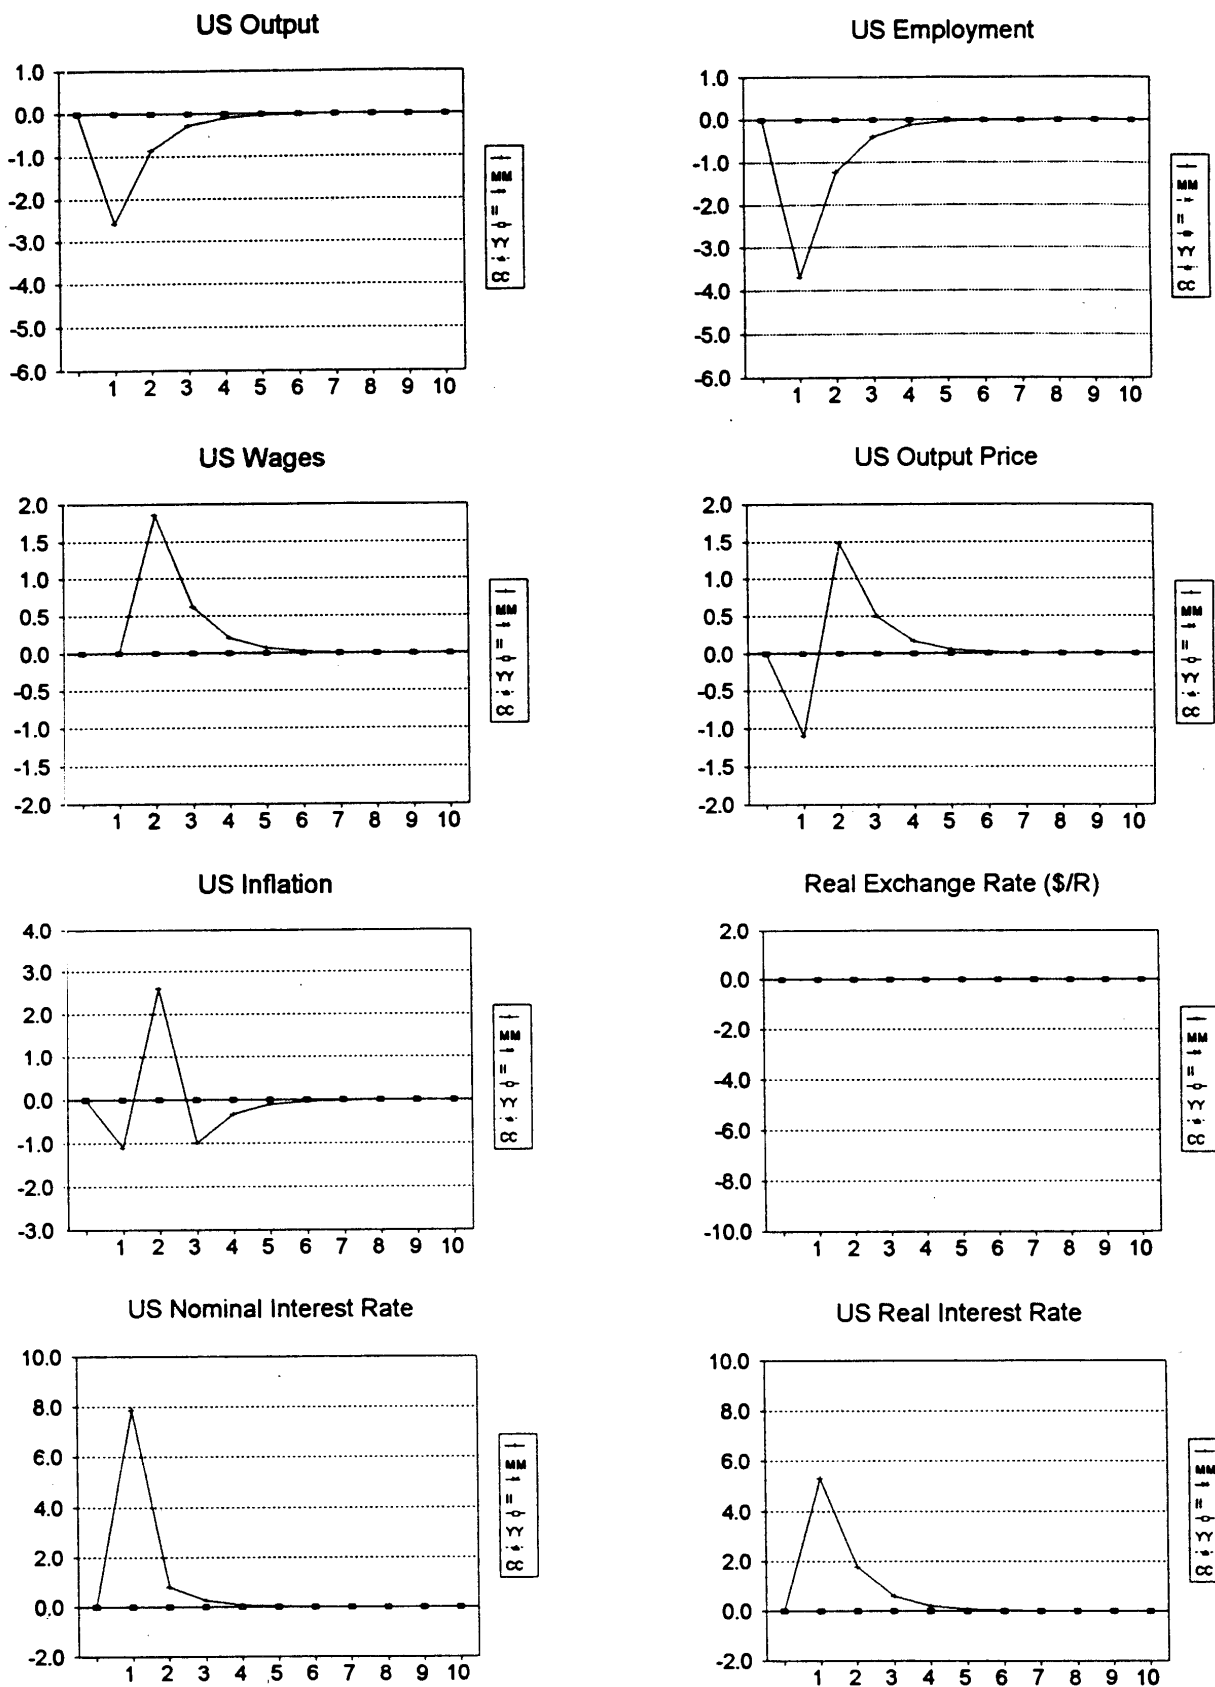 US Output
1.0
0.0
-1.0
-2.0
-3.0
-4.0
-5.0
-6.0
1 2 3 4 5 6 7 8 9 10
MM
II
YY
CC
US Employment
1.0
0.0
-1.0
-2.0
-3.0
-4.0
-5.0
-6.0
1 2 3 4 5 6 7 8 9 10
MM
II
YY
CC
US Wages
2.0
1.5
1.0
0.5
0.0
-0.5
-1.0
-1.5
-2.0
1 2 3 4 5 6 7 8 9 10
MM
II
YY
CC
US Output Price
2.0
1.5
1.0
0.5
0.0
-0.5
-1.0
-1.5
-2.0
1 2 3 4 5 6 7 8 9 10
MM
II
YY
CC
US Inflation
4.0
3.0
2.0
1.0
0.0
-1.0
-2.0
-3.0
1 2 3 4 5 6 7 8 9 10
MM
II
YY
CC
Real Exchange Rate ($/R)
2.0
0.0
-2.0
-4.0
-6.0
-8.0
-10.0
1 2 3 4 5 6 7 8 9 10
MM
II
YY
CC
US Nominal Interest Rate
10.0
8.0
6.0
4.0
2.0
0.0
-2.0
1 2 3 4 5 6 7 8 9 10
MM
II
YY
CC
US Real Interest Rate
10.0
8.0
6.0
4.0
2.0
0.0
-2.0
1 2 3 4 5 6 7 8 9 10
MM
II
YY
CC